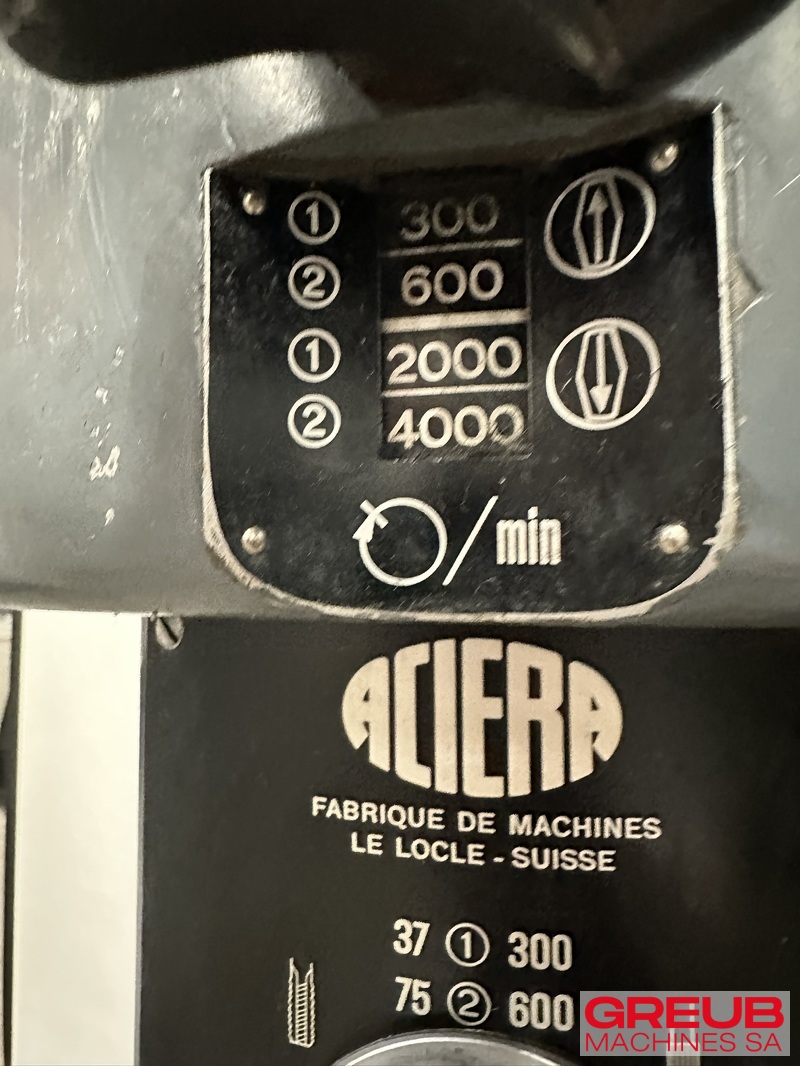 ① 300
② 600
① 2000
② 4000
/min
ACIERA
FABRIQUE DE MACHINES
LE LOCLE - SUISSE
37 ① 300
75 ② 600
GREUB
MACHINES SA